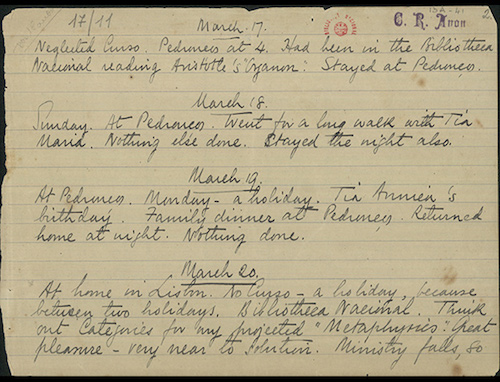 17/11
C. R. Anon
2
March. 17.
Neglected Curso. Pedrouços at 4. Had been in the Bibliotheca
Nacional reading Aristotle's "Organon". Stayed at Pedrouços.
March 18.
Sunday. At Pedrouços. Went for a long walk with Tia
Maria. Nothing else done. Stayed the night also.
March 19.
At Pedrouços. Monday – a holiday. Tia Annica's
birthday. Family dinner at Pedrouços. Returned
home at night. Nothing done.
March 20.
At home in Lisbon. No Curso – a holiday, because
between two holidays. Bibliotheca Nacional. Think
out Categories for my projected "Metaphysics". Great
pleasure – very near to solution. Ministry falls, so